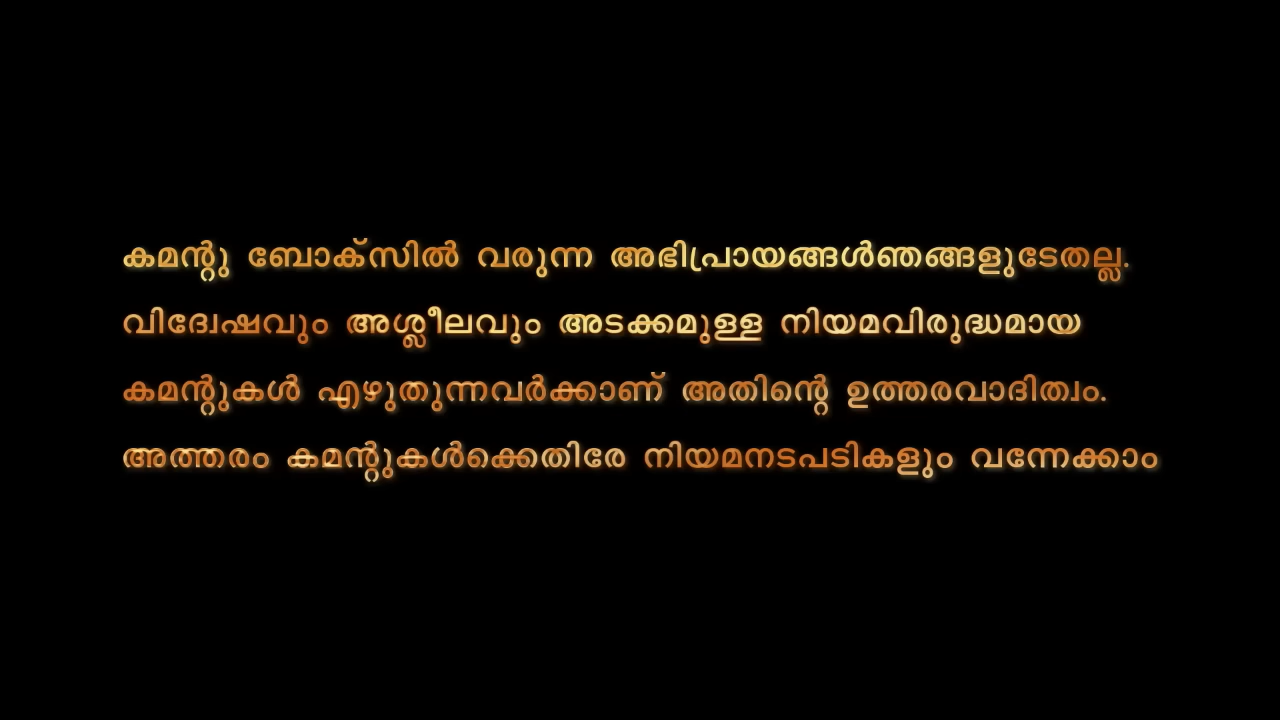 കമന്റു ബോക്സിൽ വരുന്ന അഭിപ്രായങ്ങൾഞങ്ങളുടേതല്ല.
വിദ്വേഷവും അശ്ലീലവും അടക്കമുള്ള നിയമവിരുദ്ധമായ
കമന്റുകൾ എഴുതുന്നവർക്കാണ് അതിന്റെ ഉത്തരവാദിത്വം.
അത്തരം കമന്റുകൾക്കെതിരേ നിയമനടപടികളും വന്നേക്കാം